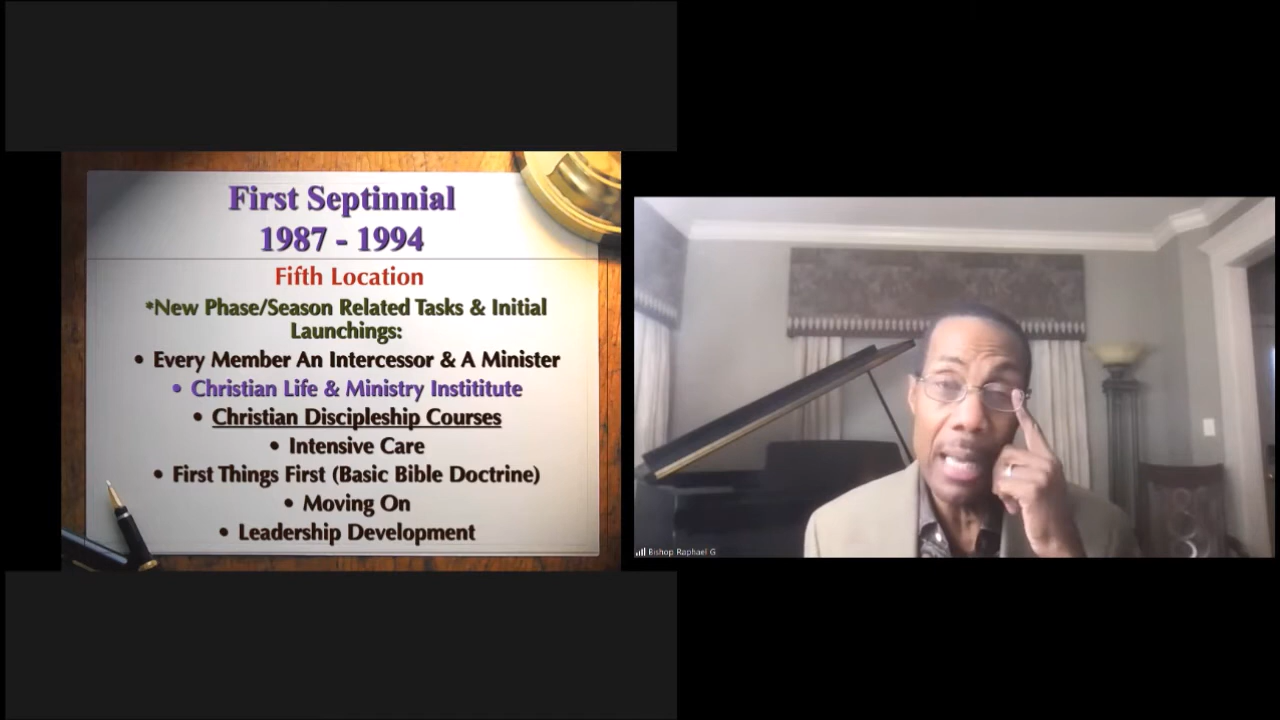 First Septinnial
1987 - 1994
Fifth Location
*New Phase/Season Related Tasks & Initial
Launchings:
• Every Member An Intercessor & A Minister
• Christian Life & Ministry Instititute
• Christian Discipleship Courses
• Intensive Care
• First Things First (Basic Bible Doctrine)
• Moving On
• Leadership Development
Bishop Raphael G